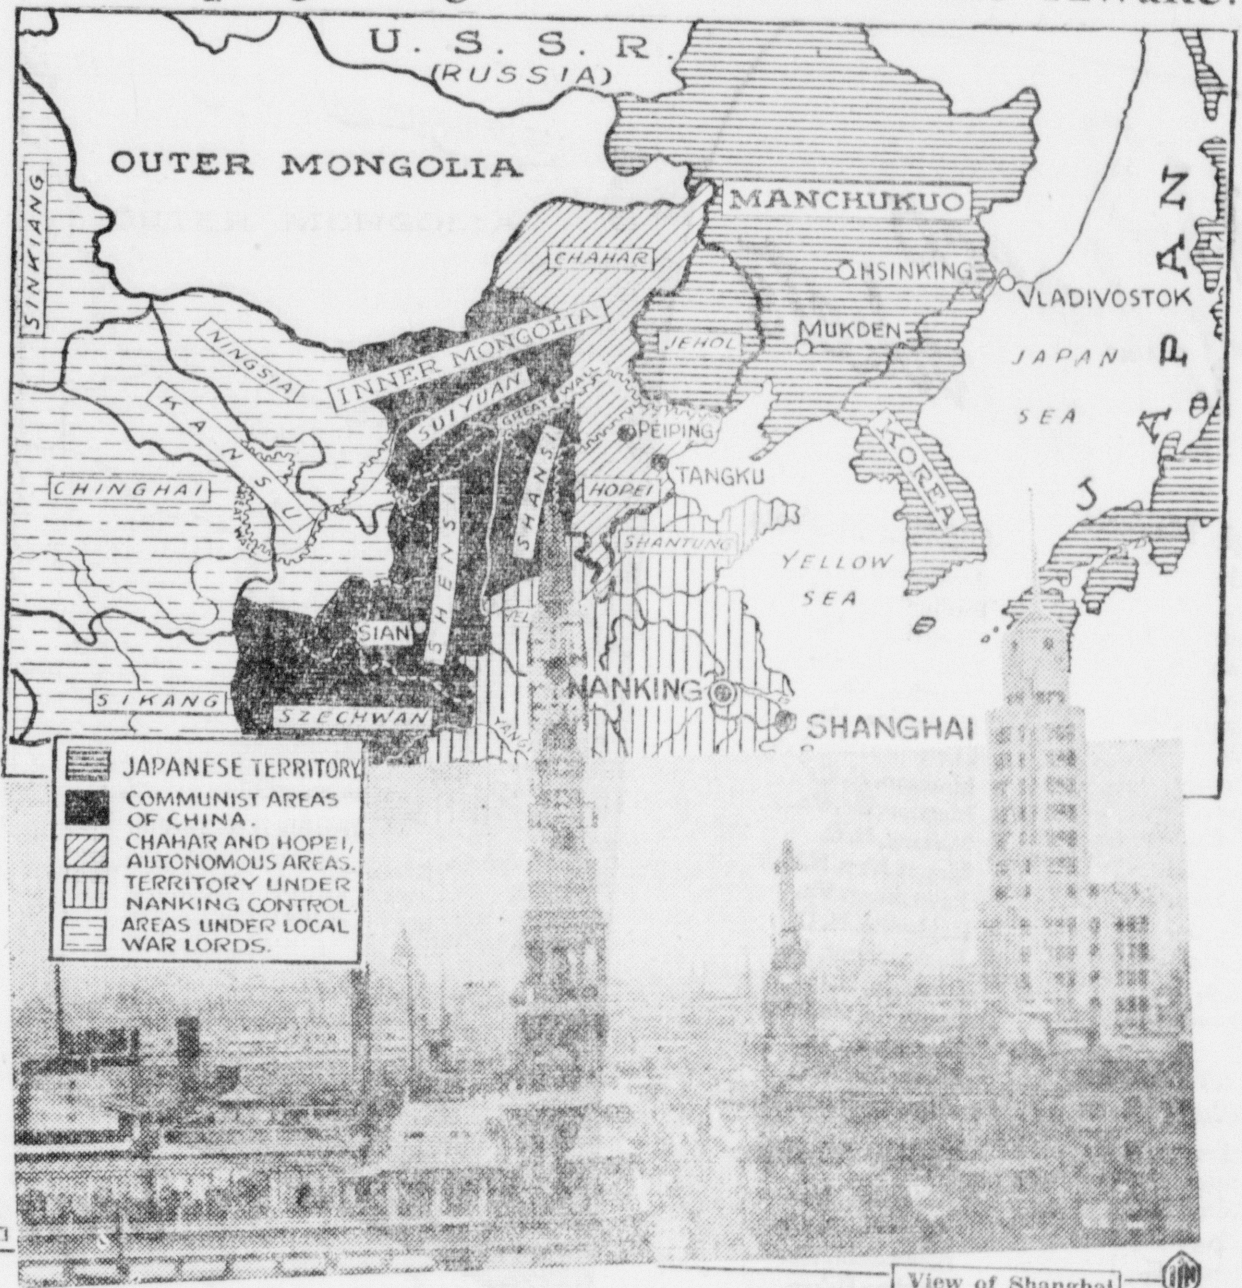 U. S. S. R.
(RUSSIA)
OUTER MONGOLIA
SINKIANG
MANCHUKUO
CHAHAR
HSINKING
VLADIVOSTOK
JAPAN
NINGSIA
INNER MONGOLIA
JEHOL
MUKDEN
JAPAN
SEA
KANSU
SUIYUAN
GREAT WALL
PEIPING
KOREA
CHINGHAI
SHENSI
SHANSI
HOPEI
TANGKU
SHANTUNG
YELLOW
SEA
SIAN
YEL
SIKANG
SZECHWAN
NANKING
SHANGHAI
JAPANESE TERRITORY
COMMUNIST AREAS
OF CHINA.
CHAHAR AND HOPEI,
AUTONOMOUS AREAS.
TERRITORY UNDER
NANKING CONTROL.
AREAS UNDER LOCAL
WAR LORDS.
View of Shanghai